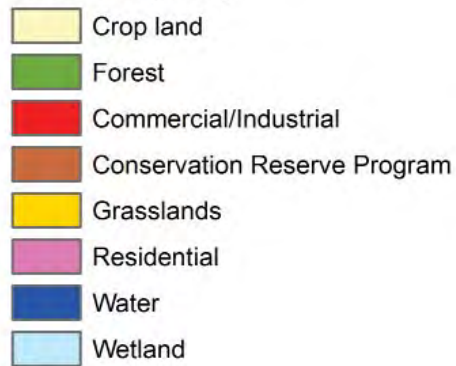 Crop land
Forest
Commercial/Industrial
Conservation Reserve Program
Grasslands
Residential
Water
Wetland